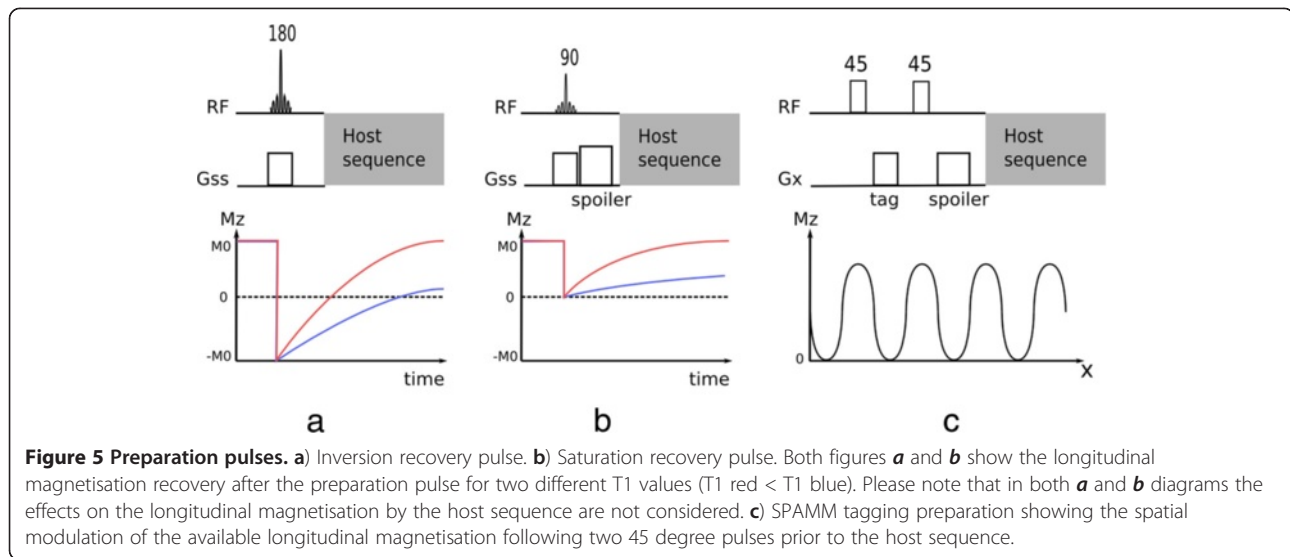 180
RF
Gss
Host
sequence
Mz
M0
0
-M0
time
a
90
RF
Gss
spoiler
Host
sequence
Mz
M0
0
-M0
time
b
45 45
RF
Gx
tag spoiler
Host
sequence
Mz
0
x
c
Figure 5 Preparation pulses. a) Inversion recovery pulse. b) Saturation recovery pulse. Both figures a and b show the longitudinal
magnetisation recovery after the preparation pulse for two different T1 values (T1 red < T1 blue). Please note that in both a and b diagrams the
effects on the longitudinal magnetisation by the host sequence are not considered. c) SPAMM tagging preparation showing the spatial
modulation of the available longitudinal magnetisation following two 45 degree pulses prior to the host sequence.